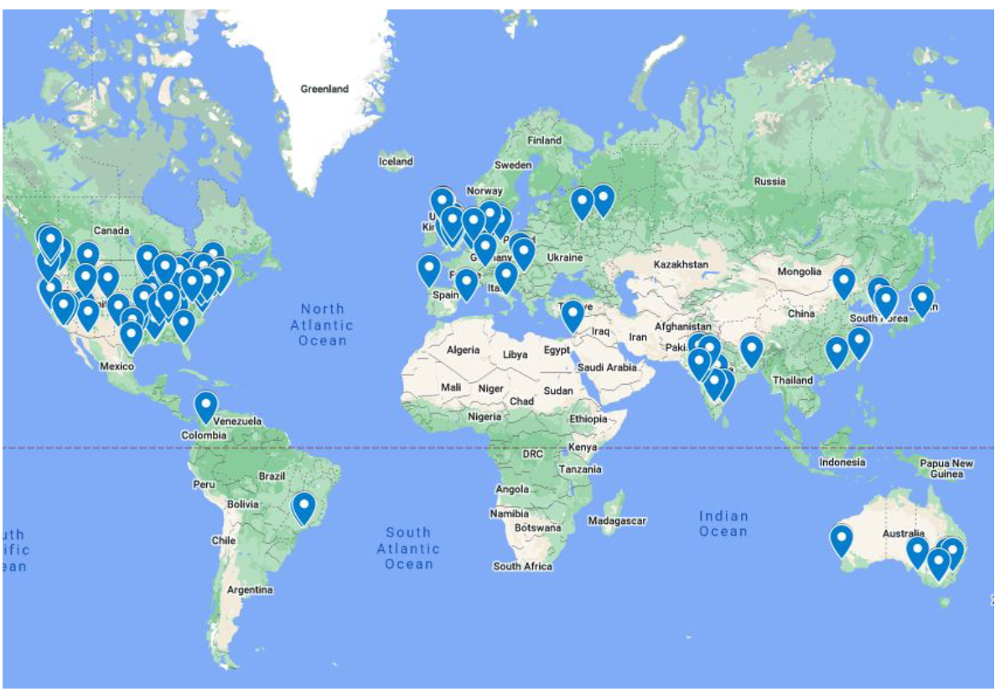 Greenland
Iceland
Finland
Sweden
Norway
Russia
Canada
Ukraine
Kazakhstan
Mongolia
Spain
China
South Korea
North
Atlantic
Ocean
Afghanistan
Iraq
Iran
Algeria
Libya
Egypt
Saudi Arabia
Mexico
Thailand
Mali
Niger
Sudan
Chad
Venezuela
Nigeria
Ethiopia
Colombia
DRC
Kenya
Indonesia
Papua New
Guinea
Tanzania
Brazil
Peru
Angola
Bolivia
Namibia
Botswana
Madagascar
Indian
Ocean
Australia
South
Atlantic
Ocean
Chile
South Africa
Argentina